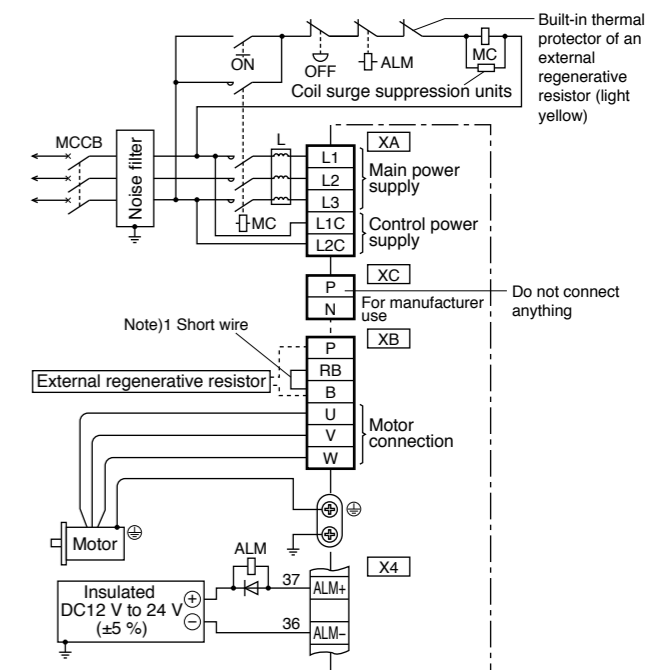 Built-in thermal
protector of an
external
regenerative
resistor (light
yellow)
ON
OFF
ALM
MC
Coil surge suppression units
MCCB
Noise filter
L
MC
XA
L1
L2
L3
Main power
supply
L1C
L2C
Control power
supply
XC
P
N
For manufacturer
use
Do not connect
anything
XB
Note)1 Short wire
External regenerative resistor
P
RB
B
U
V
W
Motor
connection
Motor
ALM
X4
Insulated
DC12 V to 24 V
(±5 %)
+
−
37
ALM+
36
ALM−